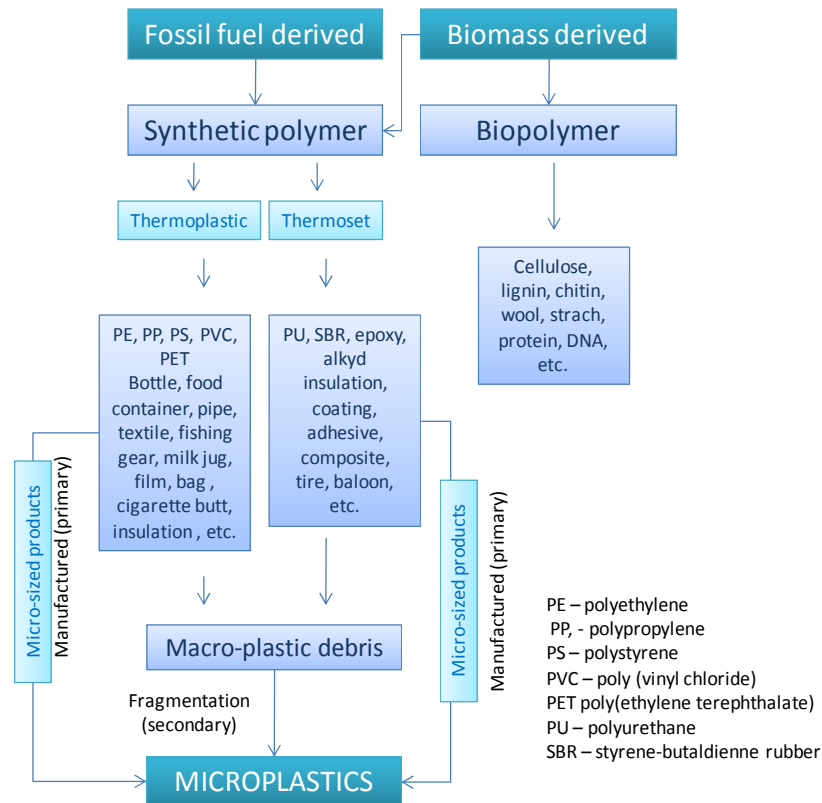 Fossil fuel derived
Biomass derived
Synthetic polymer
Biopolymer
Thermoplastic
Thermoset
Cellulose,
lignin, chitin,
wool, strach,
protein, DNA,
etc.
PE, PP, PS, PVC,
PET
Bottle, food
container, pipe,
textile, fishing
gear, milk jug,
film, bag ,
cigarette butt,
insulation , etc.
PU, SBR, epoxy,
alkyd
insulation,
coating,
adhesive,
composite,
tire, baloon,
etc.
Micro-sized products
Manufactured (primary)
Micro-sized products
Manufactured (primary)
Macro-plastic debris
Fragmentation
(secondary)
MICROPLASTICS
PE – polyethylene
PP, - polypropylene
PS – polystyrene
PVC – poly (vinyl chloride)
PET poly(ethylene terephthalate)
PU – polyurethane
SBR – styrene-butaldienne rubber